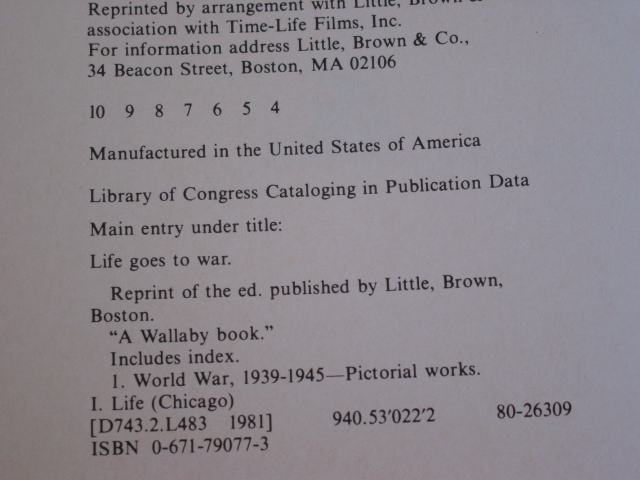 Reprinted by arrangement with Little, Brown &
association with Time-Life Films, Inc.
For information address Little, Brown & Co.,
34 Beacon Street, Boston, MA 02106
10 9 8 7 6 5 4
Manufactured in the United States of America
Library of Congress Cataloging in Publication Data
Main entry under title:
Life goes to war.
Reprint of the ed. published by Little, Brown,
Boston.
"A Wallaby book."
Includes index.
1. World War, 1939-1945—Pictorial works.
I. Life (Chicago)
[D743.2.L483 1981] 940.53'022'2 80-26309
ISBN 0-671-79077-3